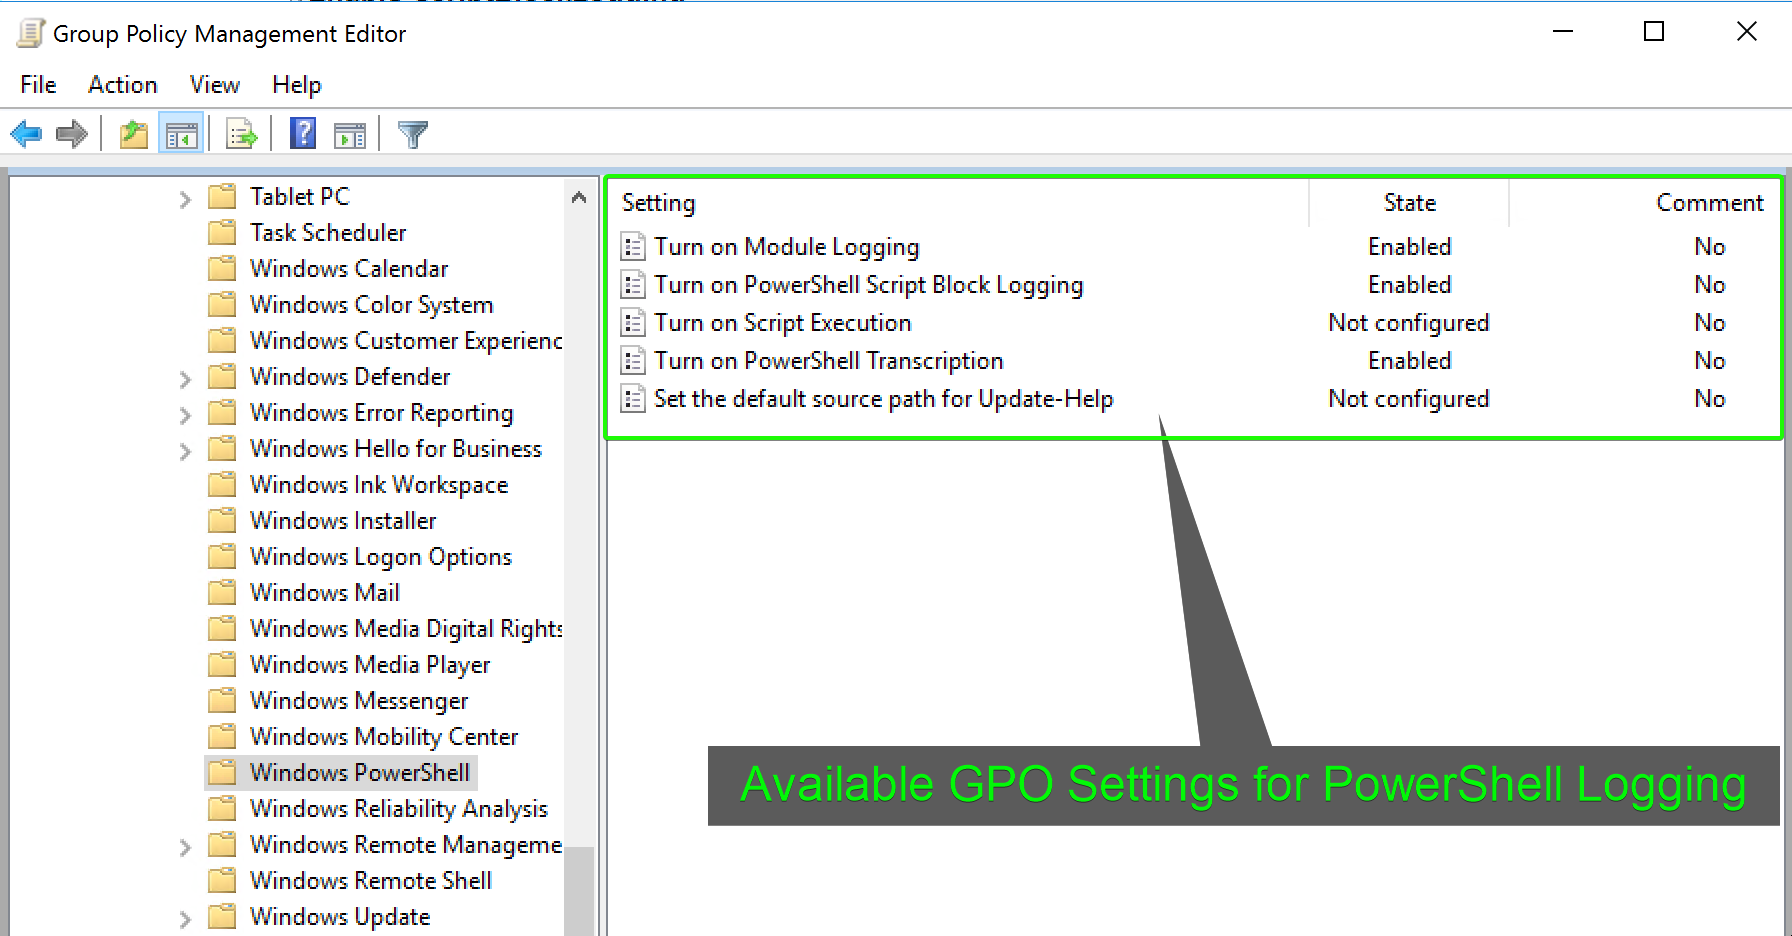 Group Policy Management Editor
File Action View Help
Tablet PC
Task Scheduler
Windows Calendar
Windows Color System
Windows Customer Experienc
Windows Defender
Windows Error Reporting
Windows Hello for Business
Windows Ink Workspace
Windows Installer
Windows Logon Options
Windows Mail
Windows Media Digital Rights
Windows Media Player
Windows Messenger
Windows Mobility Center
Windows PowerShell
Windows Reliability Analysis
Windows Remote Manageme
Windows Remote Shell
Windows Update
Setting State Comment
Turn on Module Logging Enabled No
Turn on PowerShell Script Block Logging Enabled No
Turn on Script Execution Not configured No
Turn on PowerShell Transcription Enabled No
Set the default source path for Update-Help Not configured No
Available GPO Settings for PowerShell Logging